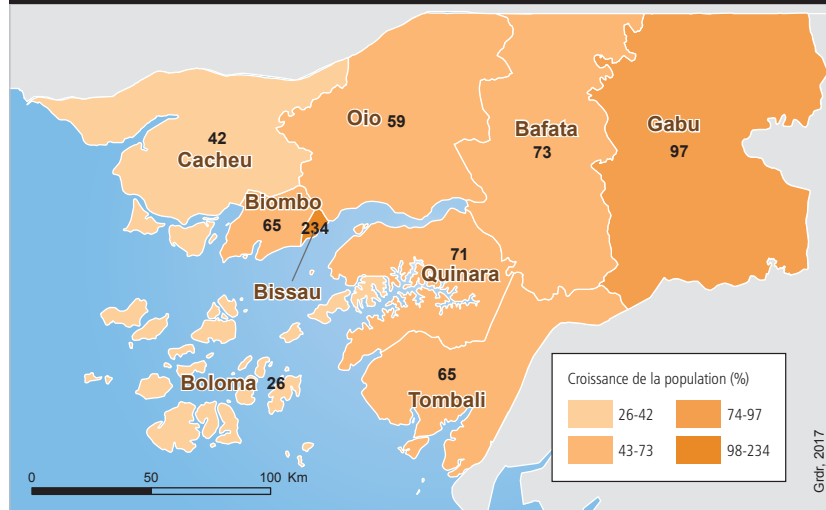 Oio 59
Bafata
73
Gabu
97
42
Cacheu
Biombo
65
234
Bissau
71
Quinara
Boloma 26
65
Tombali
Croissance de la population (%)
26-42
74-97
43-73
98-234
0 50 100 Km
Grdr, 2017